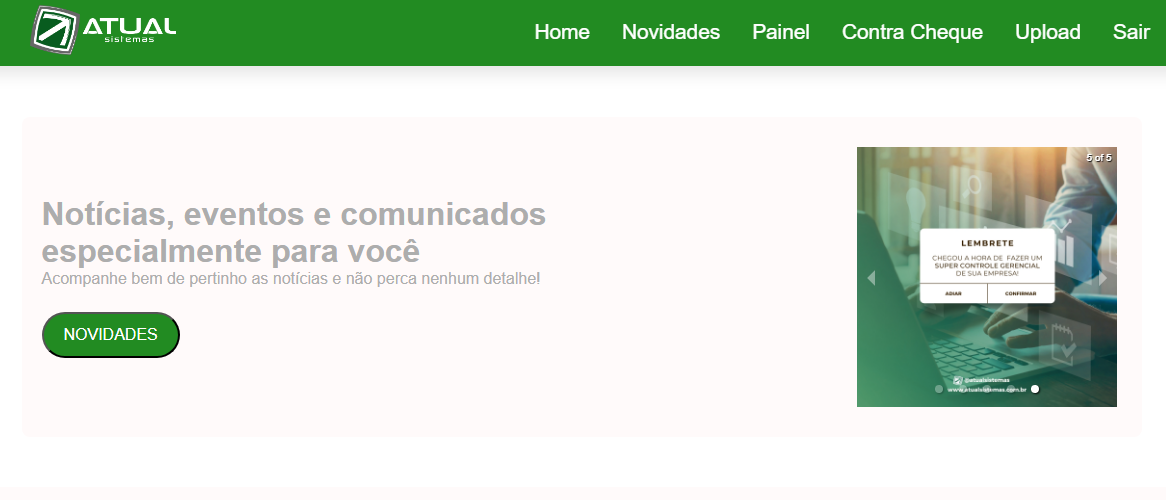 ATUAL
sistemas
Home Novidades Painel Contra Cheque Upload Sair
Notícias, eventos e comunicados
especialmente para você
Acompanhe bem de pertinho as notícias e não perca nenhum detalhe!
NOVIDADES
5 of 5
LEMBRETE
CHEGOU A HORA DE FAZER UM
SUPER CONTROLE GERENCIAL
DE SUA EMPRESA!
ADIAR CONFIRMAR
@atualsistemas
www.atualsistemas.com.br